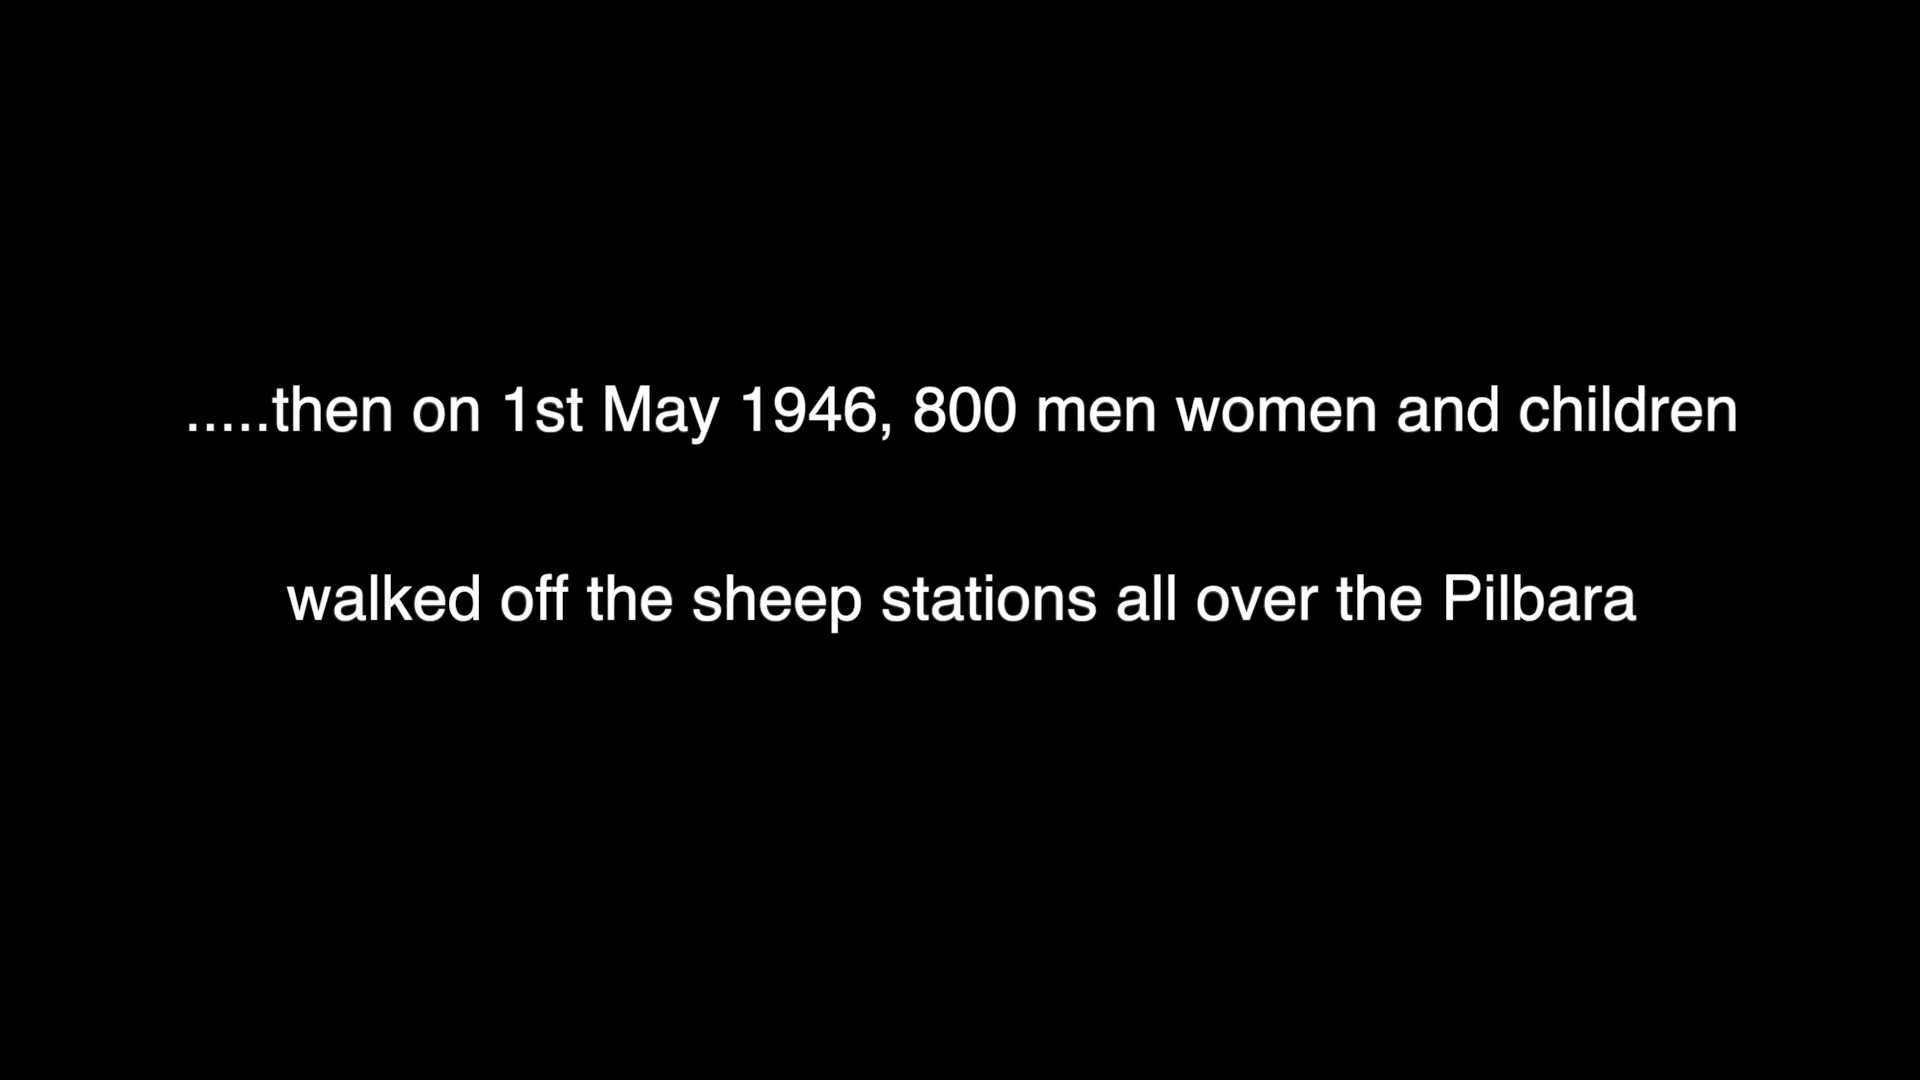 .....then on 1st May 1946, 800 men women and children
walked off the sheep stations all over the Pilbara